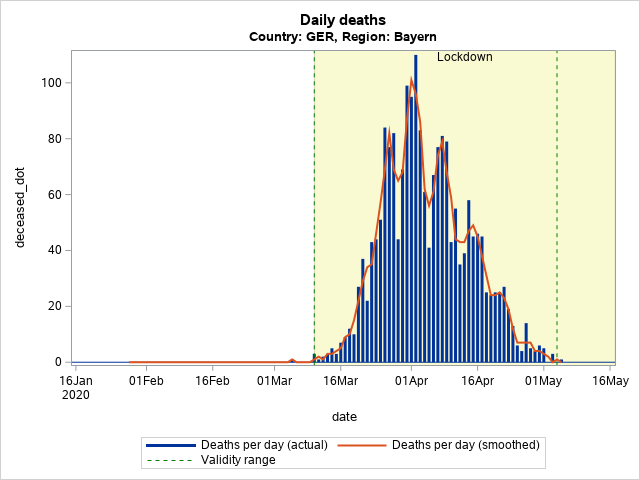 Daily deaths
Country: GER, Region: Bayern
Lockdown
100
80
60
40
20
0
deceased_dot
16Jan 01Feb 16Feb 01Mar 16Mar 01Apr 16Apr 01May 16May
2020
date
Deaths per day (actual) Deaths per day (smoothed)
Validity range